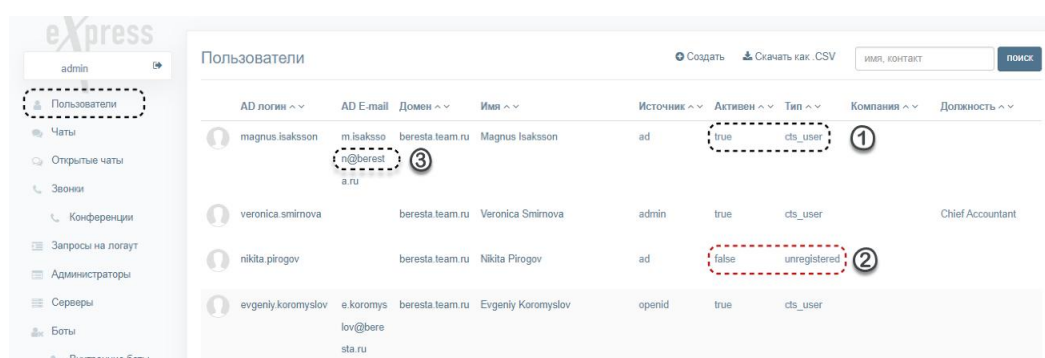 eXpress
admin
Пользователи
Чаты
Открытые чаты
Звонки
Конференции
Запросы на логаут
Администраторы
Серверы
Боты
Пользователи
Создать Скачать как .CSV имя, контакт поиск
AD логин AD E-mail Домен Имя Источник Активен Тип Компания Должность
magnus.isaksson m.isaksso beresta.team.ru Magnus Isaksson ad true cts_user 1
n@berest 3
a.ru
veronica.smirnova beresta.team.ru Veronica Smirnova admin true cts_user Chief Accountant
nikita.pirogov beresta.team.ru Nikita Pirogov ad false unregistered 2
evgeniy.koromyslov e.koromys beresta.team.ru Evgeniy Koromyslov openid true cts_user
lov@bere
sta.ru